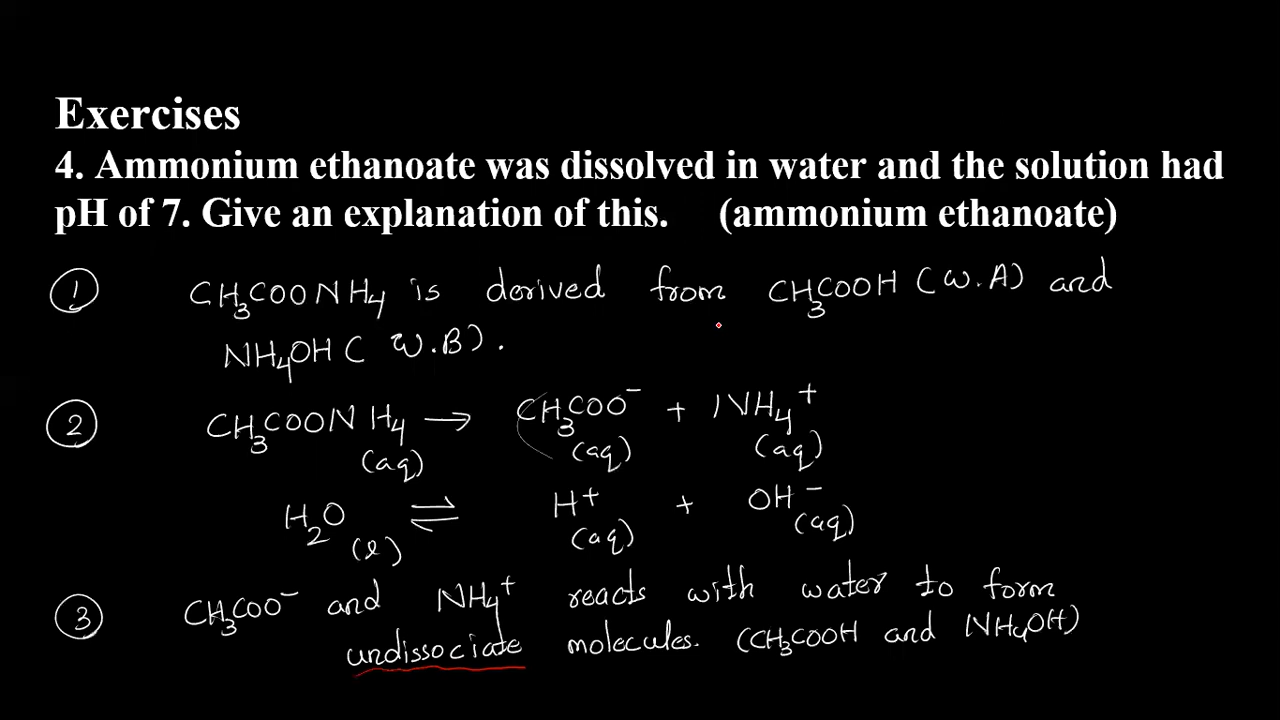 Exercises
4. Ammonium ethanoate was dissolved in water and the solution had
pH of 7. Give an explanation of this. (ammonium ethanoate)
① CH₃COONH₄ is derived from CH₃COOH (W.A) and
NH₄OH ( W.B).
② CH₃COONH₄ (aq) → CH₃COO⁻ (aq) + NH₄⁺ (aq)
H₂O (l) ⇌ H⁺ (aq) + OH⁻ (aq)
③ CH₃COO⁻ and NH₄⁺ reacts with water to form
undissociate molecules. (CH₃COOH and NH₄OH)